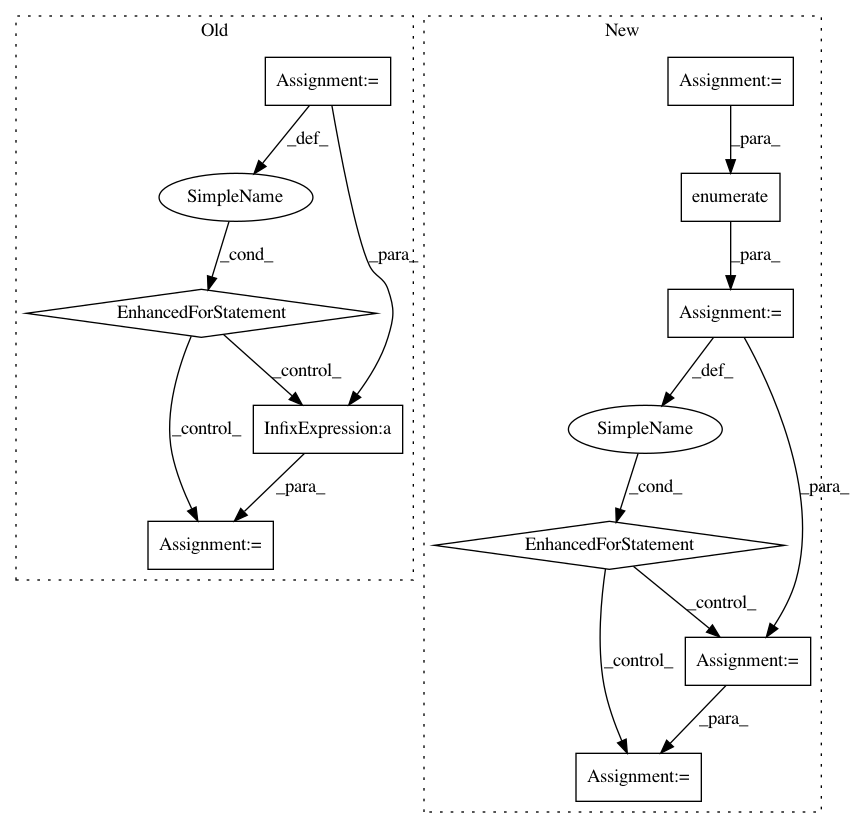 Old
New
Assignment:=
Assignment:=
_def_
_para_
SimpleName
enumerate
_cond_
_para_
_para_
EnhancedForStatement
Assignment:=
_control_
_def_
_control_
InfixExpression:a
SimpleName
_para_
_cond_
_para_
Assignment:=
EnhancedForStatement
_control_
_control_
Assignment:=
_para_
Assignment:=